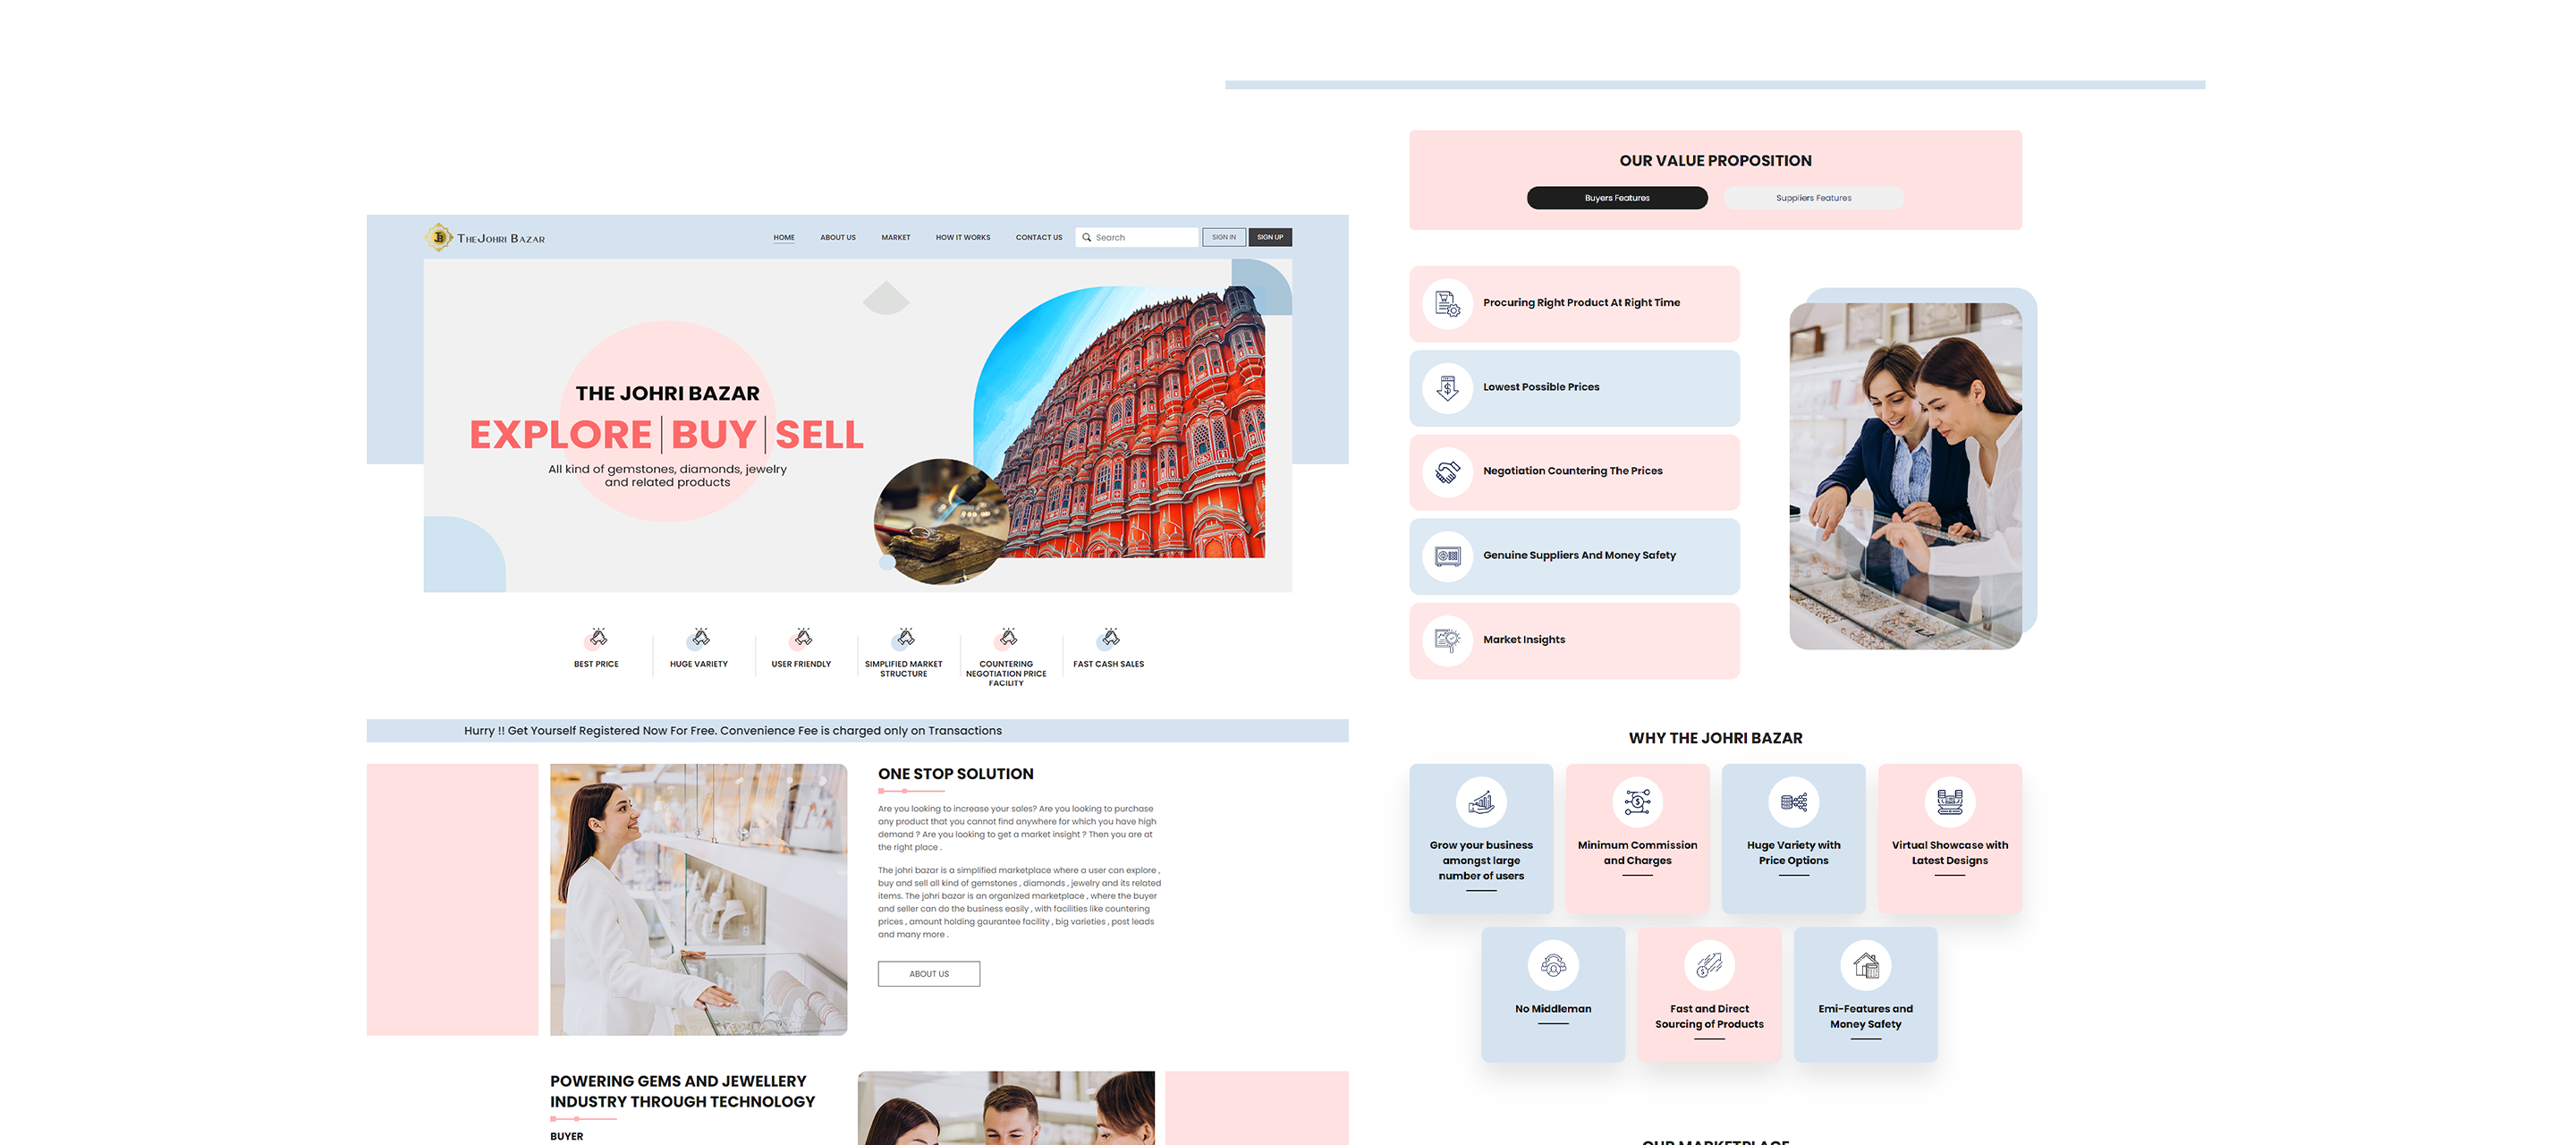 THEJOHRI BAZAR
HOME ABOUT US MARKET HOW IT WORKS CONTACT US Search SIGN IN SIGN UP
THE JOHRI BAZAR
EXPLORE BUY SELL
All kind of gemstones, diamonds, jewelry
and related products
BEST PRICE
HUGE VARIETY
USER FRIENDLY
SIMPLIFIED MARKET
STRUCTURE
COUNTERING
NEGOTIATION PRICE
FACILITY
FAST CASH SALES
Hurry !! Get Yourself Registered Now For Free. Convenience Fee is charged only on Transactions
ONE STOP SOLUTION
Are you looking to increase your sales? Are you looking to purchase
any product that you cannot find anywhere for which you have high
demand ? Are you looking to get a market insight ? Then you are at
the right place .
The johri bazar is a simplified marketplace where a user can explore ,
buy and sell all kind of gemstones , diamonds , jewelry and its related
items. The johri bazar is an organized marketplace , where the buyer
and seller can do the business easily , with facilities like countering
prices , amount holding gaurantee facility , big varieties , post leads
and many more .
ABOUT US
POWERING GEMS AND JEWELLERY
INDUSTRY THROUGH TECHNOLOGY
BUYER
OUR VALUE PROPOSITION
Buyers Features Suppliers Features
Procuring Right Product At Right Time
Lowest Possible Prices
Negotiation Countering The Prices
Genuine Suppliers And Money Safety
Market Insights
WHY THE JOHRI BAZAR
Grow your business
amongst large
number of users
Minimum Commission
and Charges
Huge Variety with
Price Options
Virtual Showcase with
Latest Designs
No Middleman
Fast and Direct
Sourcing of Products
Emi-Features and
Money Safety
OUR MARKETPLACE